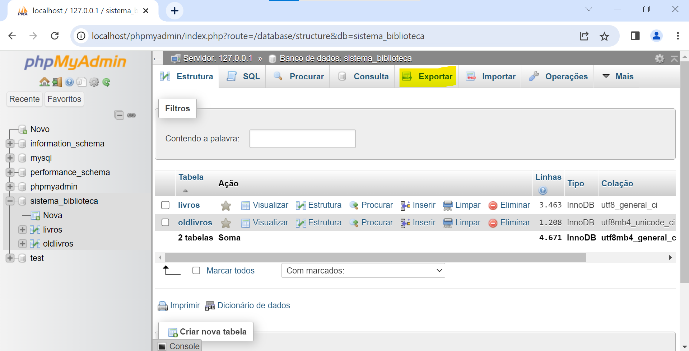 localhost / 127.0.0.1 / sistema_
localhost/phpmyadmin/index.php?route=/database/structure&db=sistema_biblioteca
phpMyAdmin
Recente Favoritos
Novo
information_schema
mysql
performance_schema
phpmyadmin
sistema_biblioteca
Nova
livros
oldlivros
test
Servidor: 127.0.0.1 » Banco de dados: sistema_biblioteca
Estrutura SQL Procurar Consulta Exportar Importar Operações Mais
Filtros
Contendo a palavra:
Tabela Ação Linhas Tipo Colação
livros Visualizar Estrutura Procurar Inserir Limpar Eliminar 3.463 InnoDB utf8_general_ci
oldlivros Visualizar Estrutura Procurar Inserir Limpar Eliminar 1.208 InnoDB utf8mb4_unicode_ci
2 tabelas Soma 4.671 InnoDB utf8mb4_general_c
Marcar todos Com marcados:
Imprimir Dicionário de dados
Criar nova tabela
Console